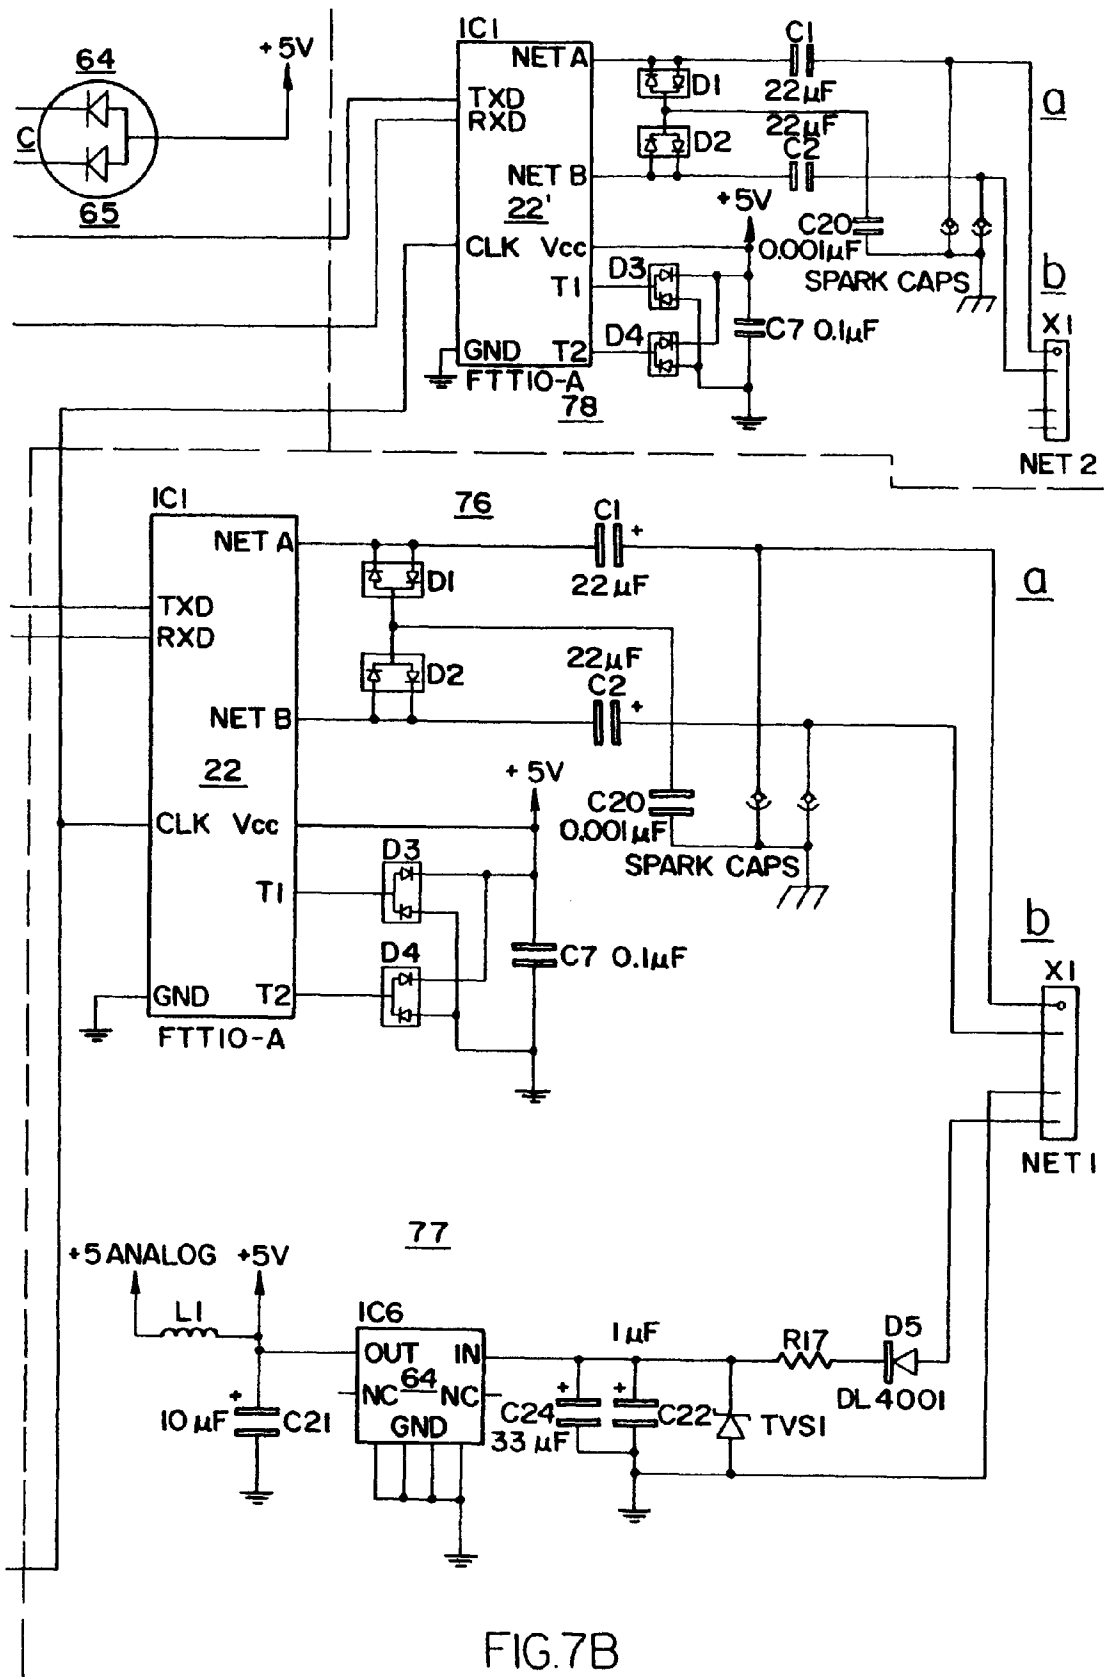 64
+5V
C
65
IC1
NET A
TXD
RXD
NET B
22'
CLK
Vcc
T1
GND
T2
FTT10-A
78
D1
D2
D3
D4
C1
22µF
22µF
C2
+5V
C20
0.001µF
SPARK CAPS
C7 0.1µF
a
b
X1
NET 2
IC1
76
NET A
TXD
RXD
NET B
22
CLK
Vcc
T1
GND
T2
FTT10-A
D1
D2
D3
D4
C1
+
22µF
22µF
C2
+
+5V
C20
0.001µF
SPARK CAPS
C7 0.1µF
a
b
X1
NET 1
77
+5 ANALOG
+5V
L1
IC6
OUT
IN
NC
64
NC
GND
+
10µF
C21
1µF
+
+
C24
33µF
C22
TVS1
R17
D5
DL4001
FIG.7B